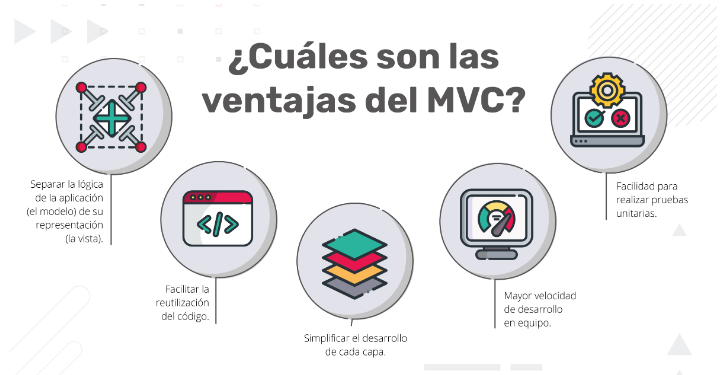 ¿Cuáles son las
ventajas del MVC?
Separar la lógica
de la aplicación
(el modelo) de su
representación
(la vista).
Facilitar la
reutilización
del código.
Simplificar el desarrollo
de cada capa.
Mayor velocidad
de desarrollo
en equipo.
Facilidad para
realizar pruebas
unitarias.